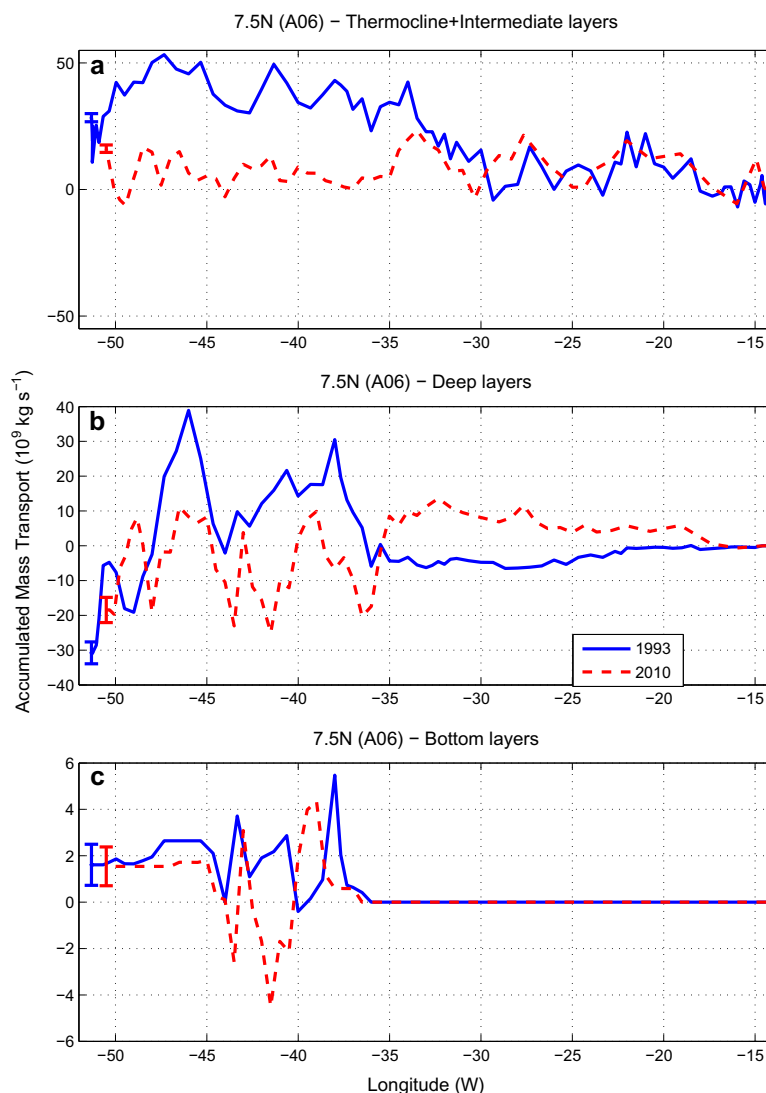 7.5N (A06) − Thermocline+Intermediate layers
a
50
0
−50
−50 −45 −40 −35 −30 −25 −20 −15
7.5N (A06) − Deep layers
b
40
30
20
10
0
−10
−20
−30
−40
−50 −45 −40 −35 −30 −25 −20 −15
1993
2010
Accumulated Mass Transport (10⁹ kg s⁻¹)
7.5N (A06) − Bottom layers
c
6
4
2
0
−2
−4
−6
−50 −45 −40 −35 −30 −25 −20 −15
Longitude (W)